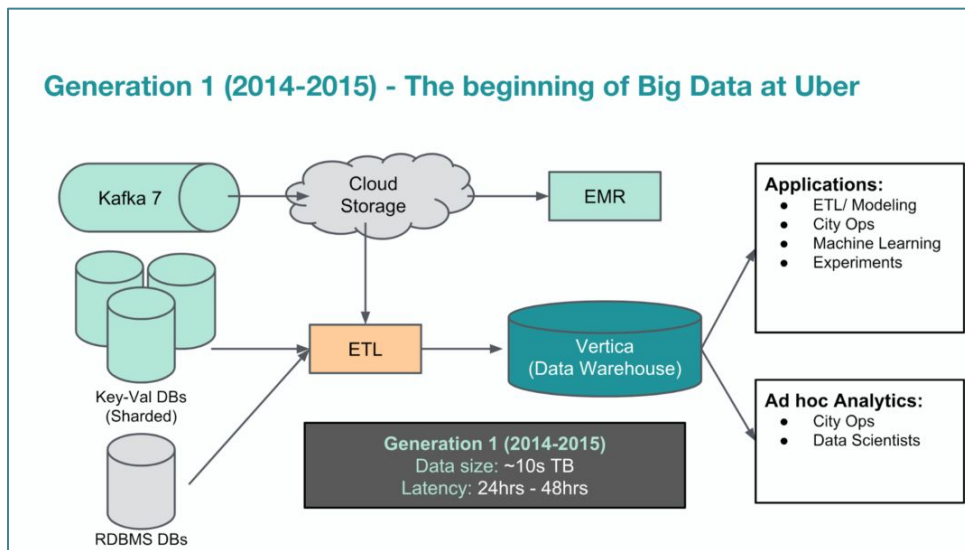 Generation 1 (2014-2015) - The beginning of Big Data at Uber
Kafka 7
Cloud
Storage
EMR
Key-Val DBs
(Sharded)
RDBMS DBs
ETL
Vertica
(Data Warehouse)
Generation 1 (2014-2015)
Data size: ~10s TB
Latency: 24hrs - 48hrs
Applications:
● ETL/ Modeling
● City Ops
● Machine Learning
● Experiments
Ad hoc Analytics:
● City Ops
● Data Scientists